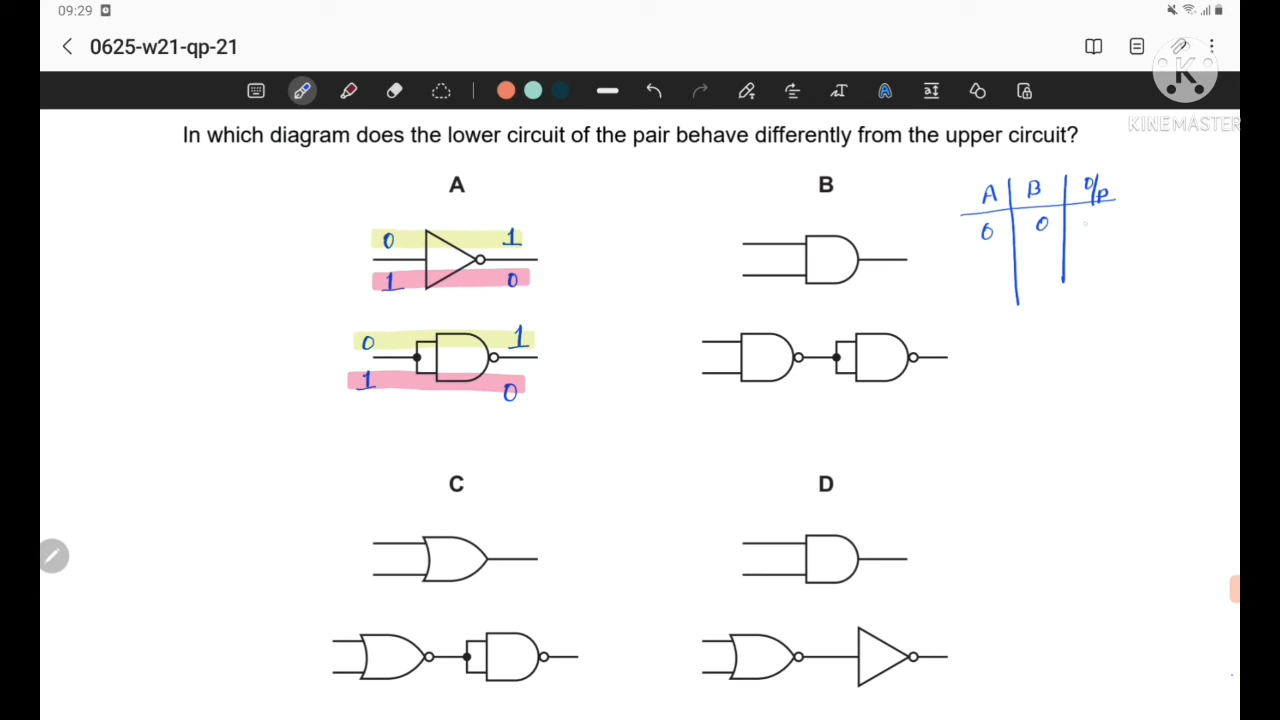 09:29
0625-w21-qp-21
K
KINEMASTER
In which diagram does the lower circuit of the pair behave differently from the upper circuit?
A
B
A B O/P
0 0
0 1
1 0
0 1
1 0
C
D